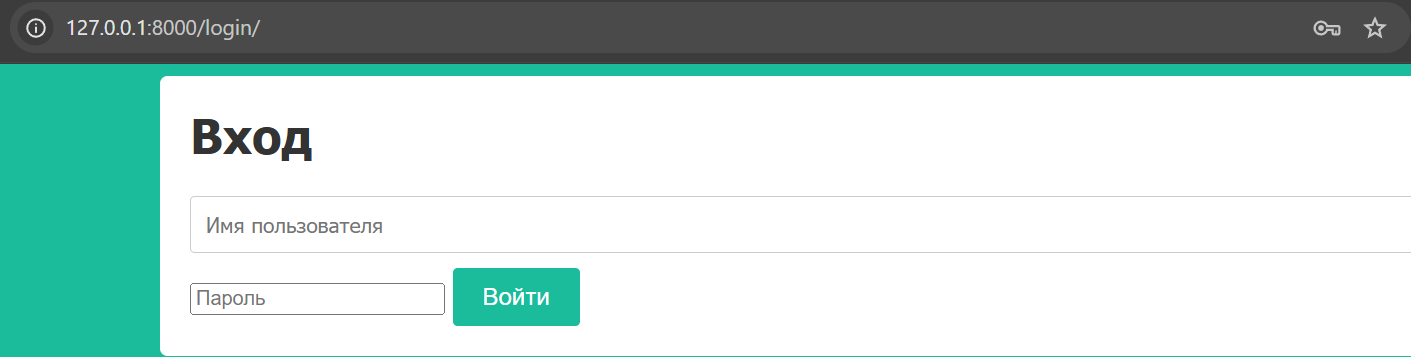 127.0.0.1:8000/login/
Вход
Имя пользователя
Пароль Войти